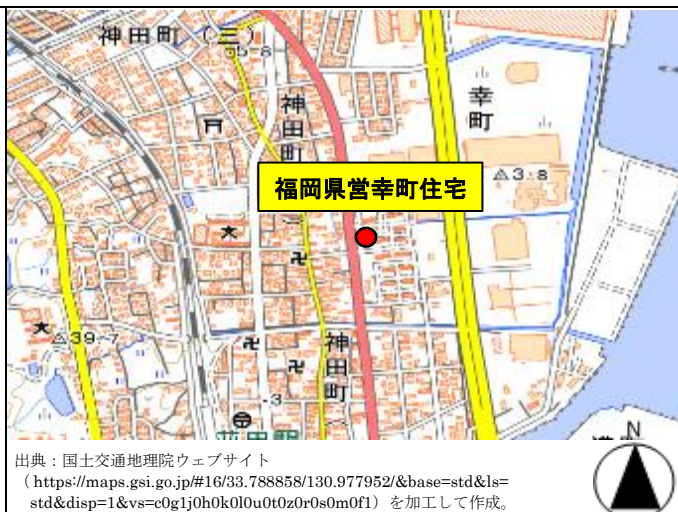 神田町(三)
5-8
神田町
幸町
福岡県営幸町住宅
3.8
39.7
神田町
-3
N
出典：国土交通地理院ウェブサイト
（https://maps.gsi.go.jp/#16/33.788858/130.977952/&base=std&ls=
std&disp=1&vs=c0g1j0h0k0l0u0t0z0r0s0m0f1）を加工して作成。